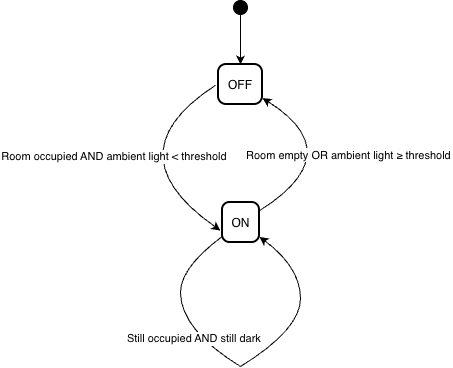 OFF
Room occupied AND ambient light < threshold
Room empty OR ambient light ≥ threshold
ON
Still occupied AND still dark